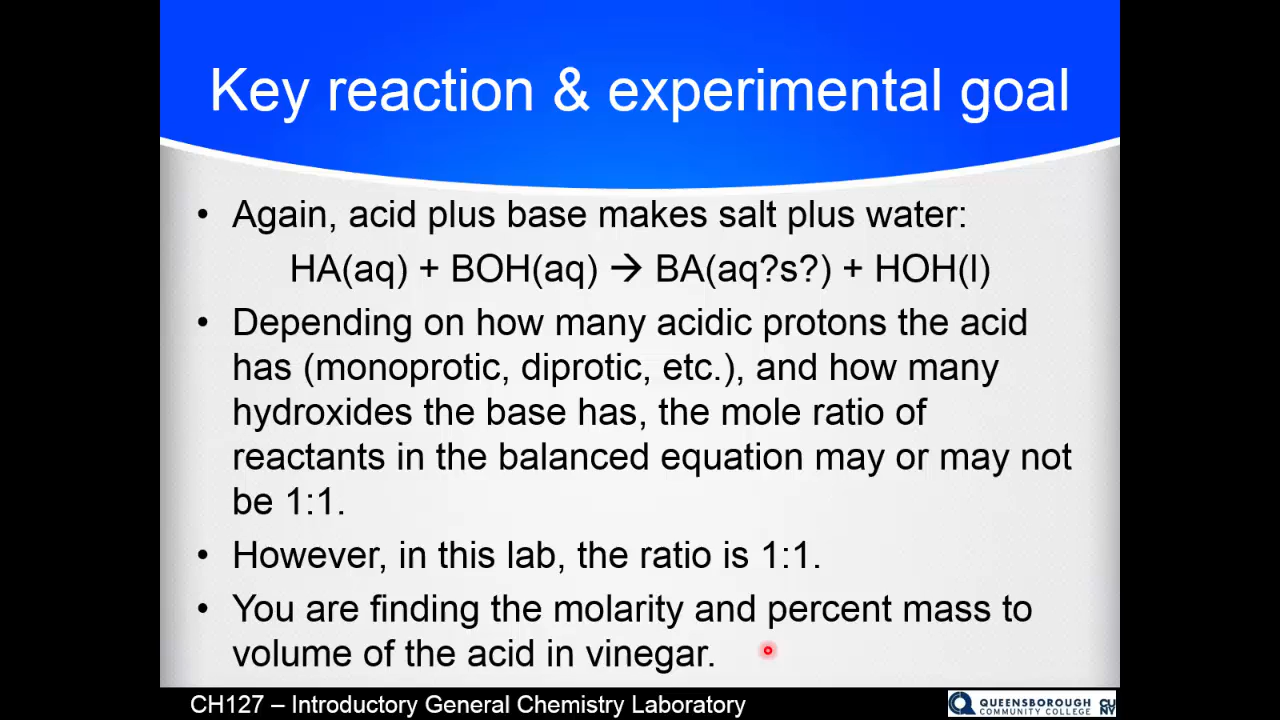 Key reaction & experimental goal
• Again, acid plus base makes salt plus water:
HA(aq) + BOH(aq) → BA(aq?s?) + HOH(l)
• Depending on how many acidic protons the acid
has (monoprotic, diprotic, etc.), and how many
hydroxides the base has, the mole ratio of
reactants in the balanced equation may or may not
be 1:1.
• However, in this lab, the ratio is 1:1.
• You are finding the molarity and percent mass to
volume of the acid in vinegar.
CH127 – Introductory General Chemistry Laboratory
QUEENSBOROUGH
COMMUNITY COLLEGE
CU
NY